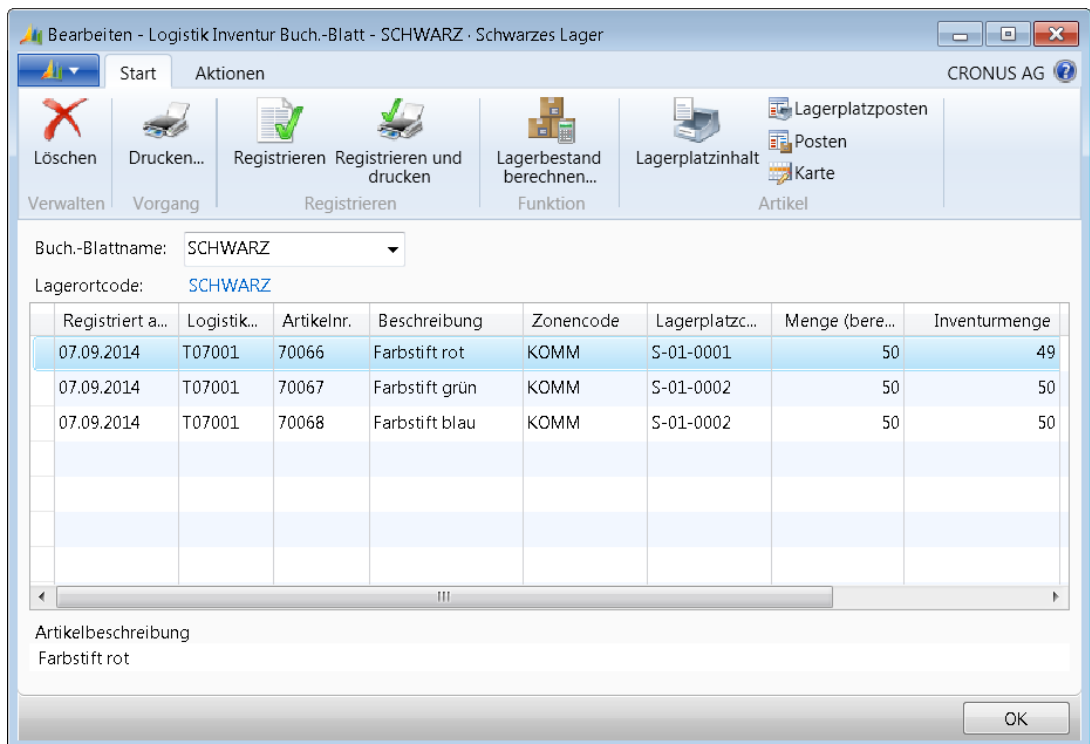 Bearbeiten - Logistik Inventur Buch.-Blatt - SCHWARZ · Schwarzes Lager
Start Aktionen CRONUS AG
Löschen Drucken... Registrieren Registrieren und drucken Lagerbestand berechnen... Lagerplatzinhalt
Lagerplatzposten
Posten
Karte
Verwalten Vorgang Registrieren Funktion Artikel
Buch.-Blattname: SCHWARZ
Lagerortcode: SCHWARZ
Registriert a... Logistik... Artikelnr. Beschreibung Zonencode Lagerplatzc... Menge (bere... Inventurmenge
07.09.2014 T07001 70066 Farbstift rot KOMM S-01-0001 50 49
07.09.2014 T07001 70067 Farbstift grün KOMM S-01-0002 50 50
07.09.2014 T07001 70068 Farbstift blau KOMM S-01-0002 50 50
Artikelbeschreibung
Farbstift rot
OK